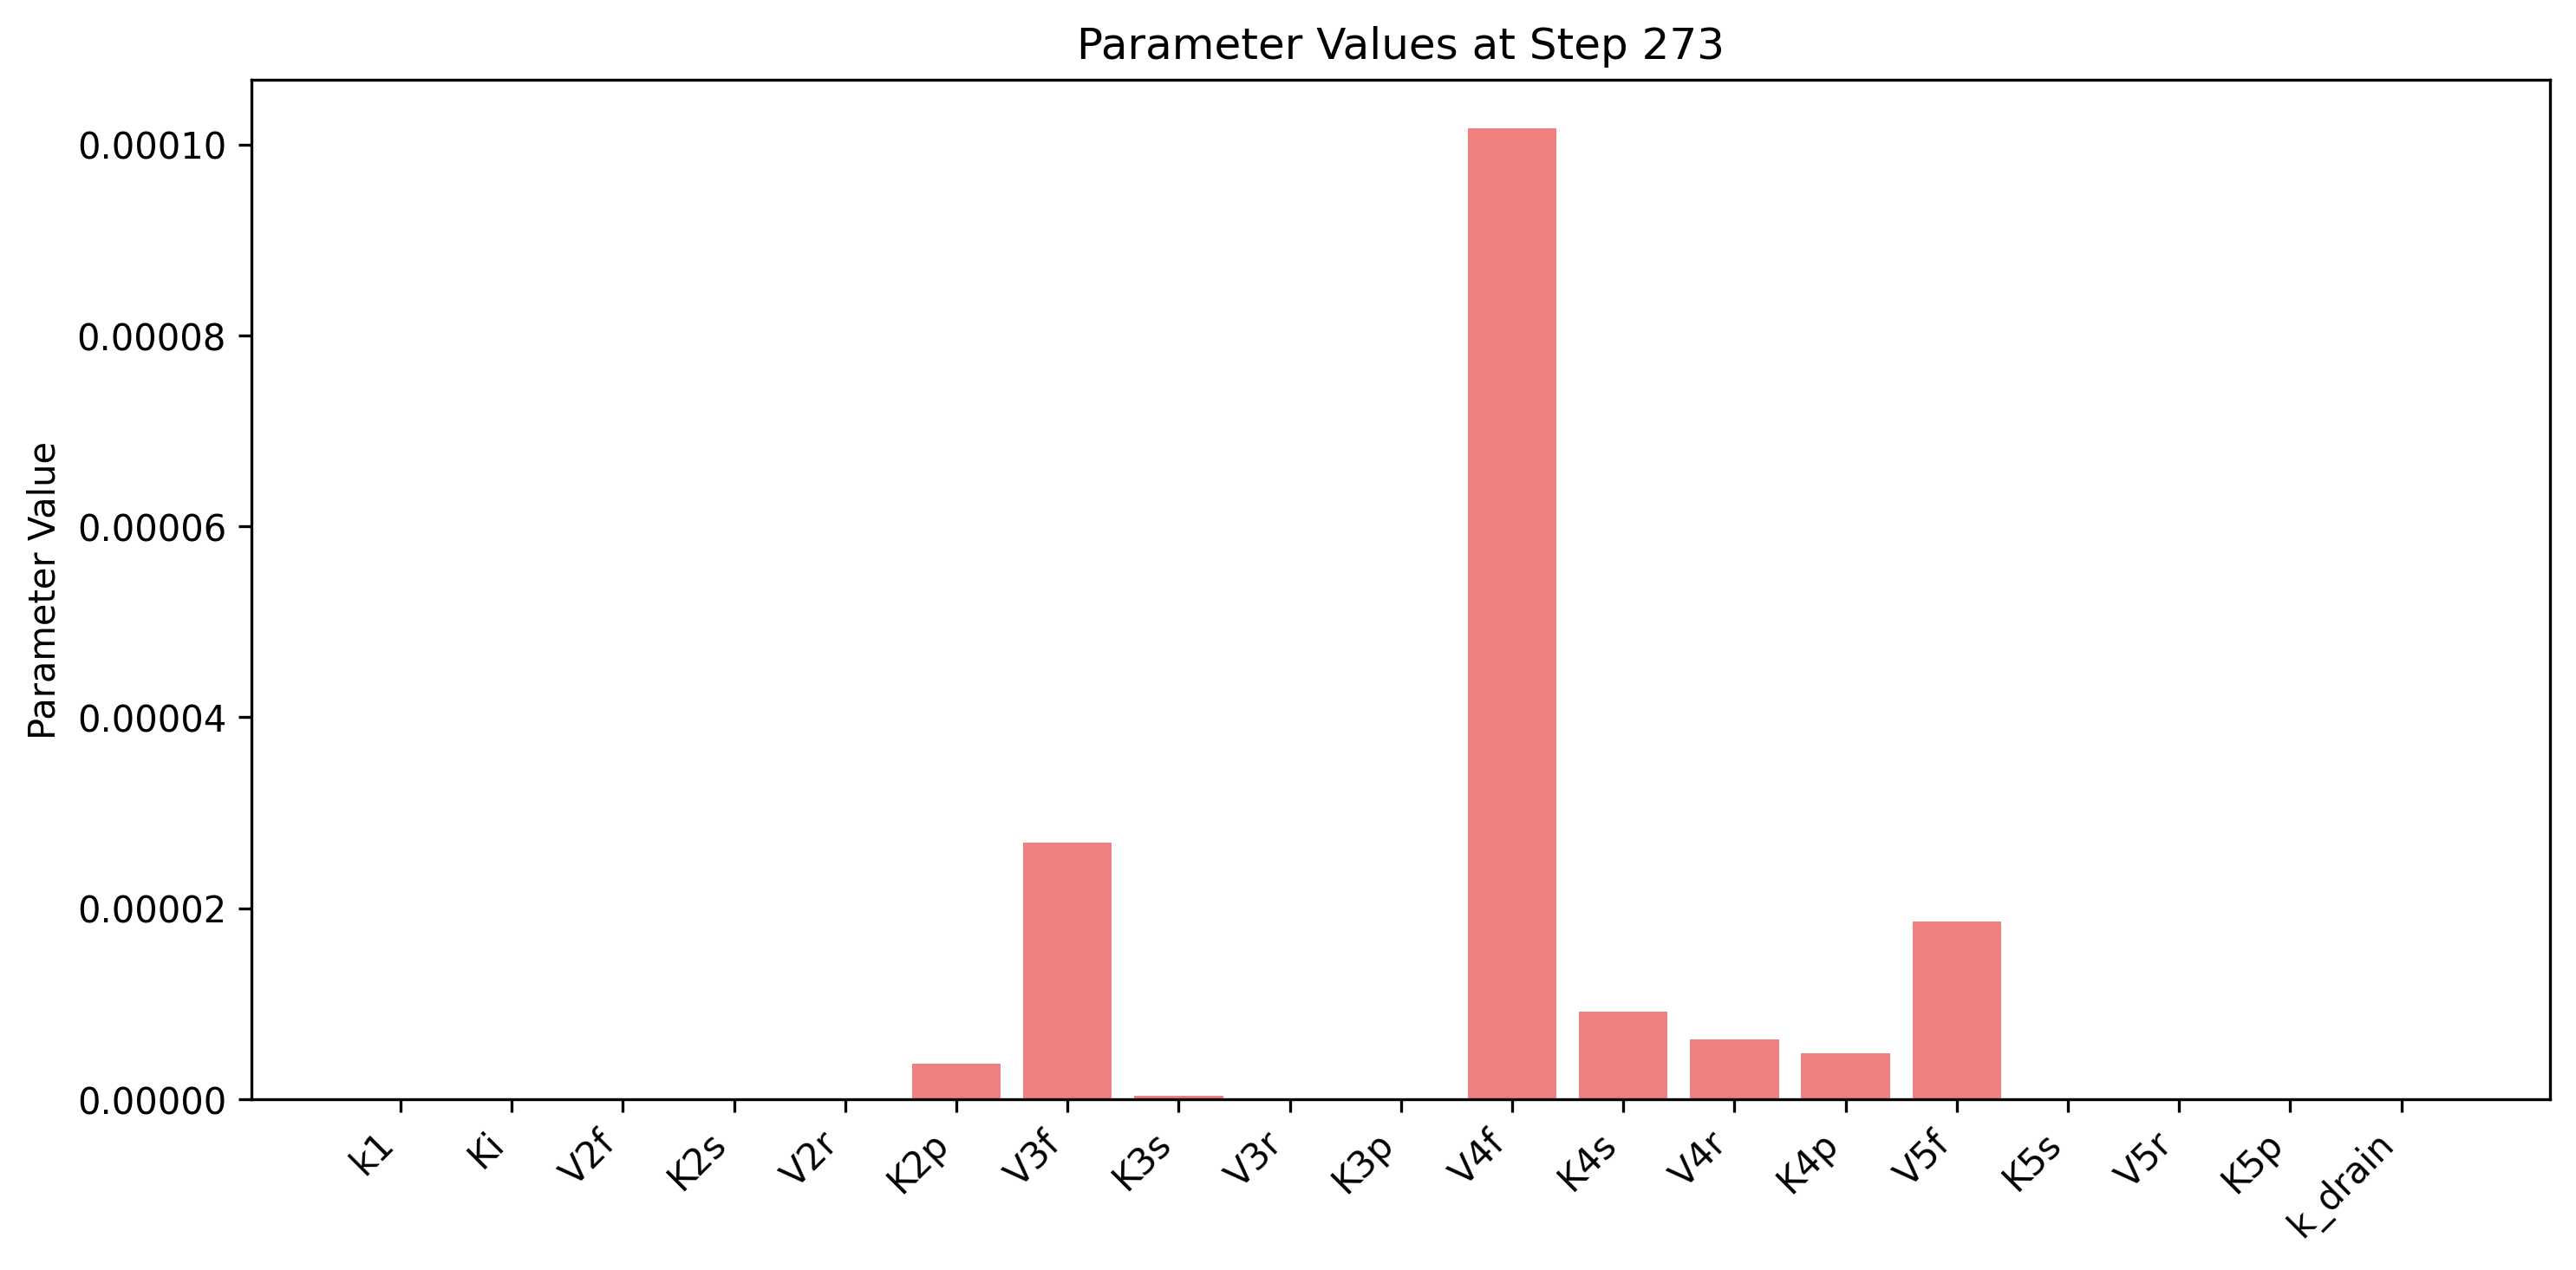 Parameter Values at Step 273
Parameter Value
0.00010
0.00008
0.00006
0.00004
0.00002
0.00000
k1
Ki
V2f
K2s
V2r
K2p
V3f
K3s
V3r
K3p
V4f
K4s
V4r
K4p
V5f
K5s
V5r
K5p
k_drain